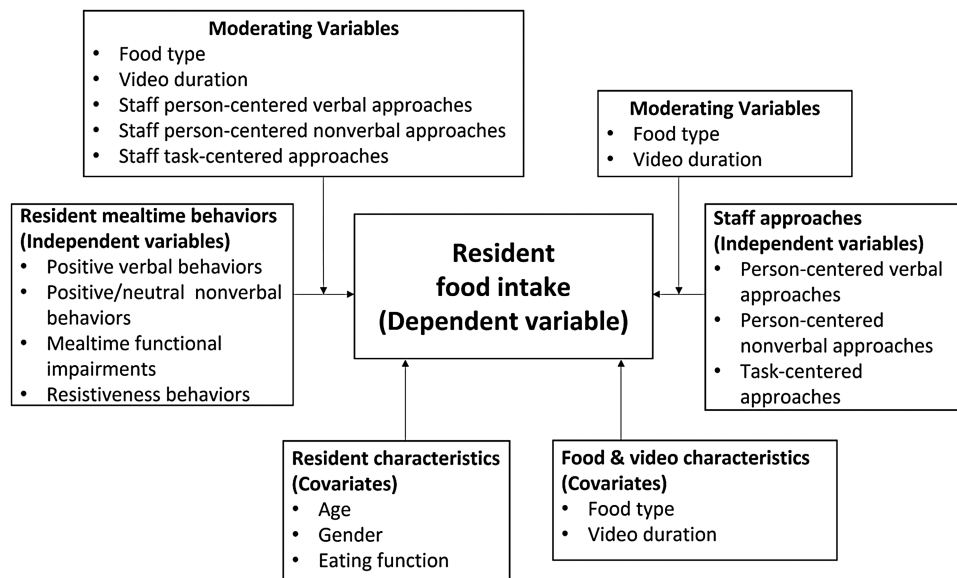 Moderating Variables
• Food type
• Video duration
• Staff person-centered verbal approaches
• Staff person-centered nonverbal approaches
• Staff task-centered approaches
Moderating Variables
• Food type
• Video duration
Resident mealtime behaviors
(Independent variables)
• Positive verbal behaviors
• Positive/neutral nonverbal
behaviors
• Mealtime functional
impairments
• Resistiveness behaviors
Resident
food intake
(Dependent variable)
Staff approaches
(Independent variables)
• Person-centered verbal
approaches
• Person-centered
nonverbal approaches
• Task-centered
approaches
Resident characteristics
(Covariates)
• Age
• Gender
• Eating function
Food & video characteristics
(Covariates)
• Food type
• Video duration